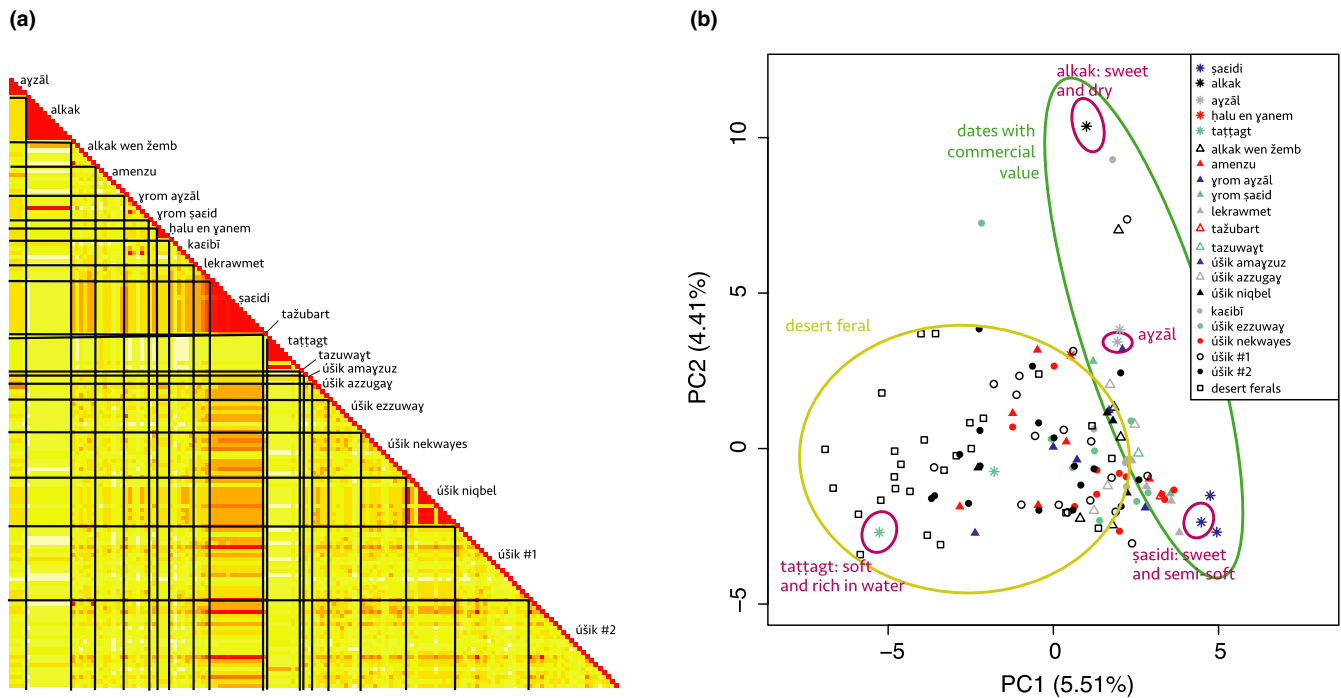 (a)
aɣzāl
alkak
alkak wen žemb
amenzu
ɣrom aɣzāl
ɣrom ṣaɛid
ḥalu en ɣanem
kaɛibī
lekrawmet
ṣaɛidi
tažubart
taṭṭagt
tazuwaɣt
úšik amaɣzuz
úšik azzugaɣ
úšik ezzuwaɣ
úšik nekwayes
úšik niqbel
úšik #1
úšik #2
(b)
PC2 (4.41%)
10
5
0
−5
−5
0
5
PC1 (5.51%)
alkak: sweet
and dry
dates with
commercial
value
desert feral
aɣzāl
taṭṭagt: soft
and rich in water
ṣaɛidi: sweet
and semi-soft
ṣaɛidi
alkak
aɣzāl
ḥalu en ɣanem
taṭṭagt
alkak wen žemb
amenzu
ɣrom aɣzāl
ɣrom ṣaɛid
lekrawmet
tažubart
tazuwaɣt
úšik amaɣzuz
úšik azzugaɣ
úšik niqbel
kaɛibī
úšik ezzuwaɣ
úšik nekwayes
úšik #1
úšik #2
desert ferals